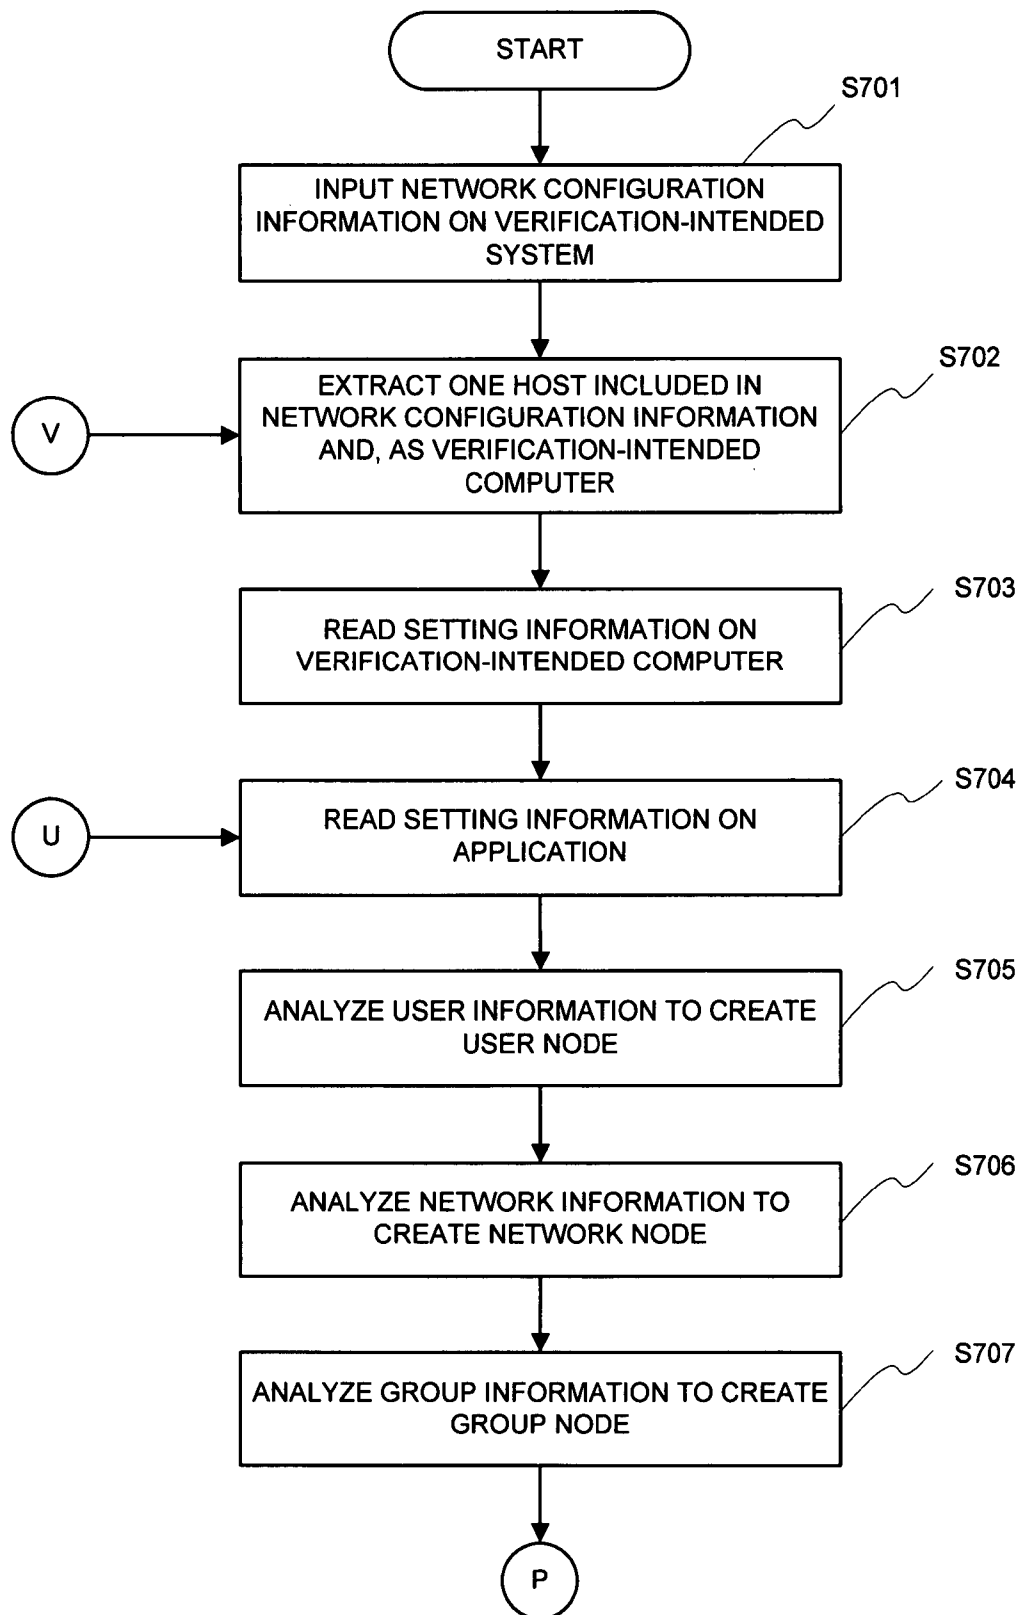 START
S701
INPUT NETWORK CONFIGURATION
INFORMATION ON VERIFICATION-INTENDED
SYSTEM
S702
EXTRACT ONE HOST INCLUDED IN
NETWORK CONFIGURATION INFORMATION
AND, AS VERIFICATION-INTENDED
COMPUTER
V
S703
READ SETTING INFORMATION ON
VERIFICATION-INTENDED COMPUTER
S704
READ SETTING INFORMATION ON
APPLICATION
U
S705
ANALYZE USER INFORMATION TO CREATE
USER NODE
S706
ANALYZE NETWORK INFORMATION TO
CREATE NETWORK NODE
S707
ANALYZE GROUP INFORMATION TO CREATE
GROUP NODE
P